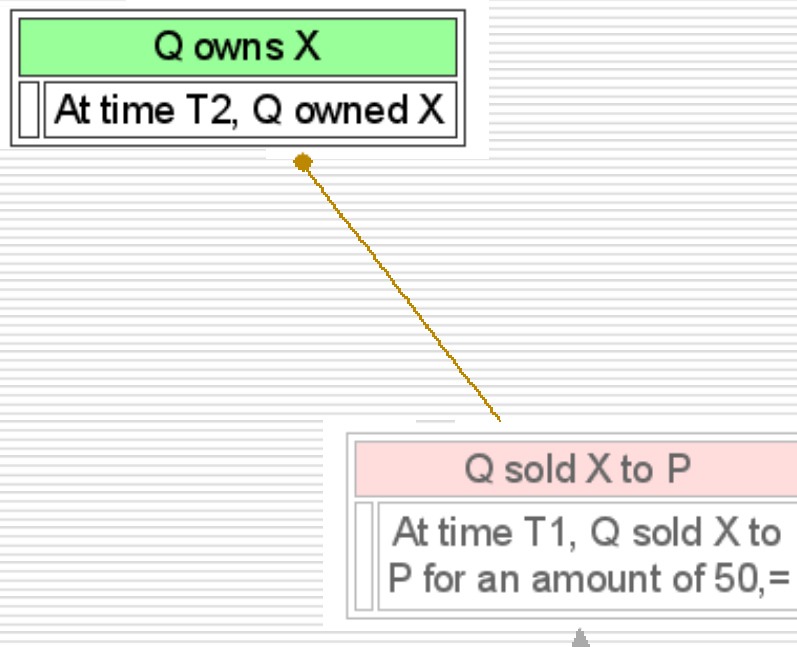 Q owns X
At time T2, Q owned X
Q sold X to P
At time T1, Q sold X to
P for an amount of 50,=